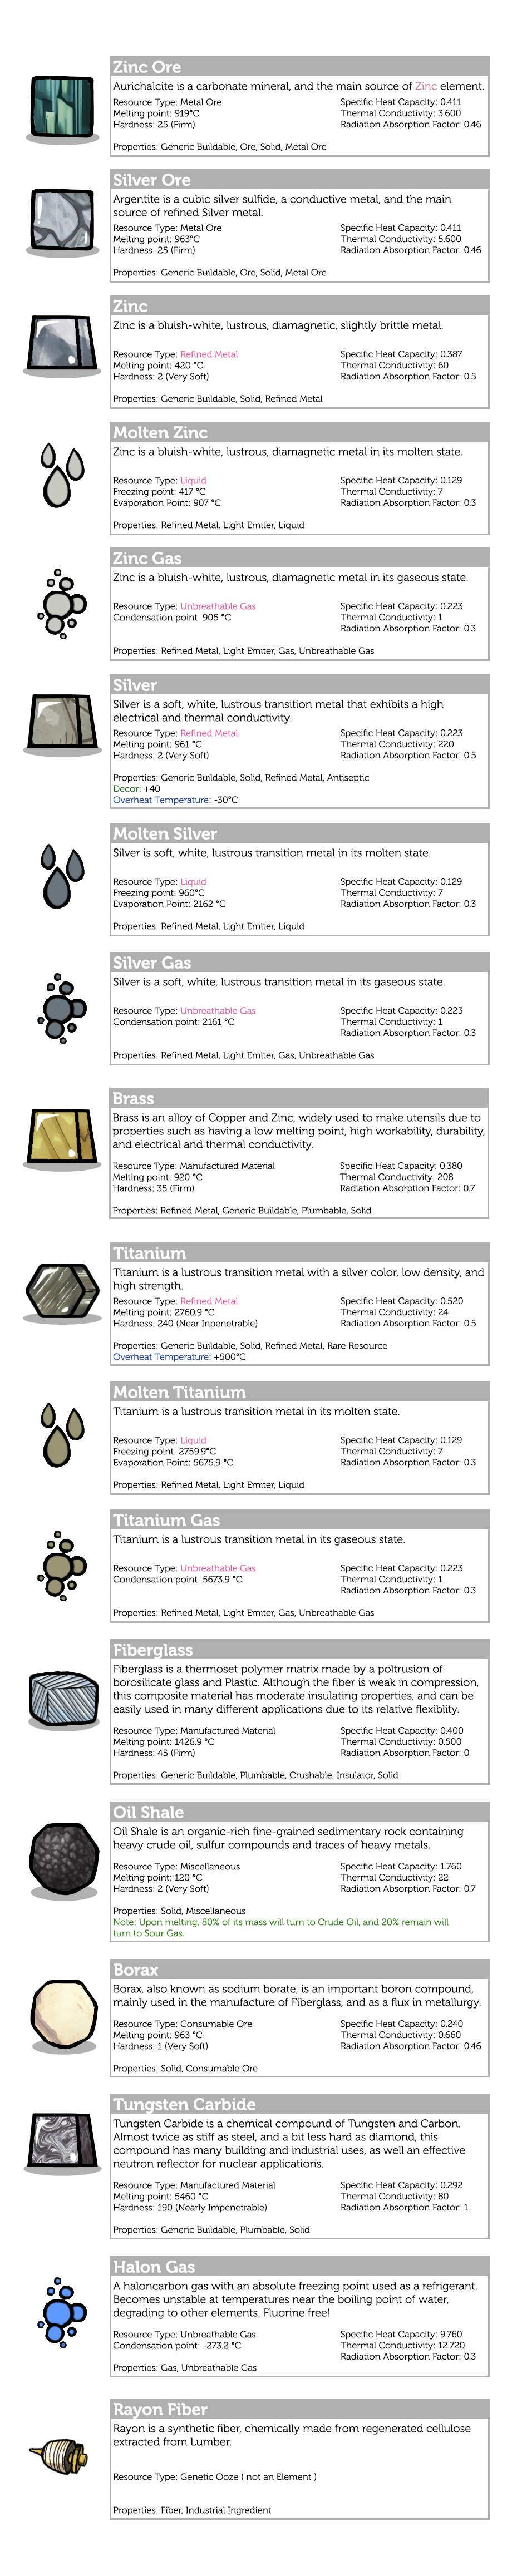 Zinc Ore
Aurichalcite is a carbonate mineral, and the main source of Zinc element.
Resource Type: Metal Ore
Melting point: 919°C
Hardness: 25 (Firm)
Specific Heat Capacity: 0.411
Thermal Conductivity: 3.600
Radiation Absorption Factor: 0.46
Properties: Generic Buildable, Ore, Solid, Metal Ore
Silver Ore
Argentite is a cubic silver sulfide, a conductive metal, and the main
source of refined Silver metal.
Resource Type: Metal Ore
Melting point: 963°C
Hardness: 25 (Firm)
Specific Heat Capacity: 0.411
Thermal Conductivity: 5.600
Radiation Absorption Factor: 0.46
Properties: Generic Buildable, Ore, Solid, Metal Ore
Zinc
Zinc is a bluish-white, lustrous, diamagnetic, slightly brittle metal.
Resource Type: Refined Metal
Melting point: 420 °C
Hardness: 2 (Very Soft)
Specific Heat Capacity: 0.387
Thermal Conductivity: 60
Radiation Absorption Factor: 0.5
Properties: Generic Buildable, Solid, Refined Metal
Molten Zinc
Zinc is a bluish-white, lustrous, diamagnetic metal in its molten state.
Resource Type: Liquid
Freezing point: 417 °C
Evaporation Point: 907 °C
Specific Heat Capacity: 0.129
Thermal Conductivity: 7
Radiation Absorption Factor: 0.3
Properties: Refined Metal, Light Emiter, Liquid
Zinc Gas
Zinc is a bluish-white, lustrous, diamagnetic metal in its gaseous state.
Resource Type: Unbreathable Gas
Condensation point: 905 °C
Specific Heat Capacity: 0.223
Thermal Conductivity: 1
Radiation Absorption Factor: 0.3
Properties: Refined Metal, Light Emiter, Gas, Unbreathable Gas
Silver
Silver is a soft, white, lustrous transition metal that exhibits a high
electrical and thermal conductivity.
Resource Type: Refined Metal
Melting point: 961 °C
Hardness: 2 (Very Soft)
Specific Heat Capacity: 0.223
Thermal Conductivity: 220
Radiation Absorption Factor: 0.5
Properties: Generic Buildable, Solid, Refined Metal, Antiseptic
Decor: +40
Overheat Temperature: -30°C
Molten Silver
Silver is soft, white, lustrous transition metal in its molten state.
Resource Type: Liquid
Freezing point: 960°C
Evaporation Point: 2162 °C
Specific Heat Capacity: 0.129
Thermal Conductivity: 7
Radiation Absorption Factor: 0.3
Properties: Refined Metal, Light Emiter, Liquid
Silver Gas
Silver is a soft, white, lustrous transition metal in its gaseous state.
Resource Type: Unbreathable Gas
Condensation point: 2161 °C
Specific Heat Capacity: 0.223
Thermal Conductivity: 1
Radiation Absorption Factor: 0.3
Properties: Refined Metal, Light Emiter, Gas, Unbreathable Gas
Brass
Brass is an alloy of Copper and Zinc, widely used to make utensils due to
properties such as having a low melting point, high workability, durability,
and electrical and thermal conductivity.
Resource Type: Manufactured Material
Melting point: 920 °C
Hardness: 35 (Firm)
Specific Heat Capacity: 0.380
Thermal Conductivity: 208
Radiation Absorption Factor: 0.7
Properties: Refined Metal, Generic Buildable, Plumbable, Solid
Titanium
Titanium is a lustrous transition metal with a silver color, low density, and
high strength.
Resource Type: Refined Metal
Melting point: 2760.9 °C
Hardness: 240 (Near Inpenetrable)
Specific Heat Capacity: 0.520
Thermal Conductivity: 24
Radiation Absorption Factor: 0.5
Properties: Generic Buildable, Solid, Refined Metal, Rare Resource
Overheat Temperature: +500°C
Molten Titanium
Titanium is a lustrous transition metal in its molten state.
Resource Type: Liquid
Freezing point: 2759.9°C
Evaporation Point: 5675.9 °C
Specific Heat Capacity: 0.129
Thermal Conductivity: 7
Radiation Absorption Factor: 0.3
Properties: Refined Metal, Light Emiter, Liquid
Titanium Gas
Titanium is a lustrous transition metal in its gaseous state.
Resource Type: Unbreathable Gas
Condensation point: 5673.9 °C
Specific Heat Capacity: 0.223
Thermal Conductivity: 1
Radiation Absorption Factor: 0.3
Properties: Refined Metal, Light Emiter, Gas, Unbreathable Gas
Fiberglass
Fiberglass is a thermoset polymer matrix made by a poltrusion of
borosilicate glass and Plastic. Although the fiber is weak in compression,
this composite material has moderate insulating properties, and can be
easily used in many different applications due to its relative flexiblity.
Resource Type: Manufactured Material
Melting point: 1426.9 °C
Hardness: 45 (Firm)
Specific Heat Capacity: 0.400
Thermal Conductivity: 0.500
Radiation Absorption Factor: 0
Properties: Generic Buildable, Plumbable, Crushable, Insulator, Solid
Oil Shale
Oil Shale is an organic-rich fine-grained sedimentary rock containing
heavy crude oil, sulfur compounds and traces of heavy metals.
Resource Type: Miscellaneous
Melting point: 120 °C
Hardness: 2 (Very Soft)
Specific Heat Capacity: 1.760
Thermal Conductivity: 22
Radiation Absorption Factor: 0.7
Properties: Solid, Miscellaneous
Note: Upon melting, 80% of its mass will turn to Crude Oil, and 20% remain will
turn to Sour Gas.
Borax
Borax, also known as sodium borate, is an important boron compound,
mainly used in the manufacture of Fiberglass, and as a flux in metallurgy.
Resource Type: Consumable Ore
Melting point: 963 °C
Hardness: 1 (Very Soft)
Specific Heat Capacity: 0.240
Thermal Conductivity: 0.660
Radiation Absorption Factor: 0.46
Properties: Solid, Consumable Ore
Tungsten Carbide
Tungsten Carbide is a chemical compound of Tungsten and Carbon.
Almost twice as stiff as steel, and a bit less hard as diamond, this
compound has many building and industrial uses, as well an effective
neutron reflector for nuclear applications.
Resource Type: Manufactured Material
Melting point: 5460 °C
Hardness: 190 (Nearly Impenetrable)
Specific Heat Capacity: 0.292
Thermal Conductivity: 80
Radiation Absorption Factor: 1
Properties: Generic Buildable, Plumbable, Solid
Halon Gas
A haloncarbon gas with an absolute freezing point used as a refrigerant.
Becomes unstable at temperatures near the boiling point of water,
degrading to other elements. Fluorine free!
Resource Type: Unbreathable Gas
Condensation point: -273.2 °C
Specific Heat Capacity: 9.760
Thermal Conductivity: 12.720
Radiation Absorption Factor: 0.3
Properties: Gas, Unbreathable Gas
Rayon Fiber
Rayon is a synthetic fiber, chemically made from regenerated cellulose
extracted from Lumber.
Resource Type: Genetic Ooze ( not an Element )
Properties: Fiber, Industrial Ingredient